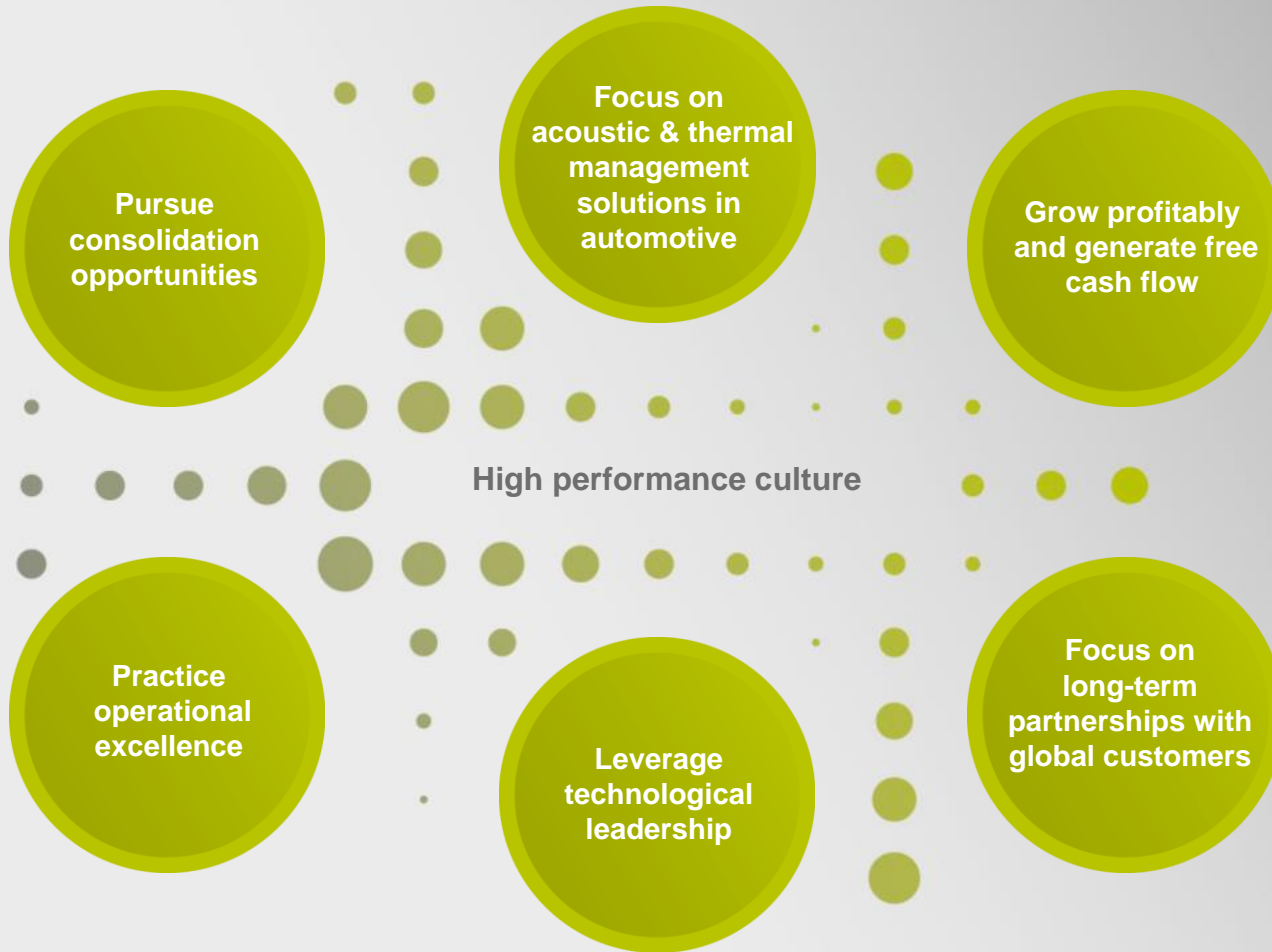 Focus on
acoustic & thermal
management
solutions in
automotive
Pursue
consolidation
opportunities
Grow profitably
and generate free
cash flow
High performance culture
Practice
operational
excellence
Leverage
technological
leadership
Focus on
long-term
partnerships with
global customers